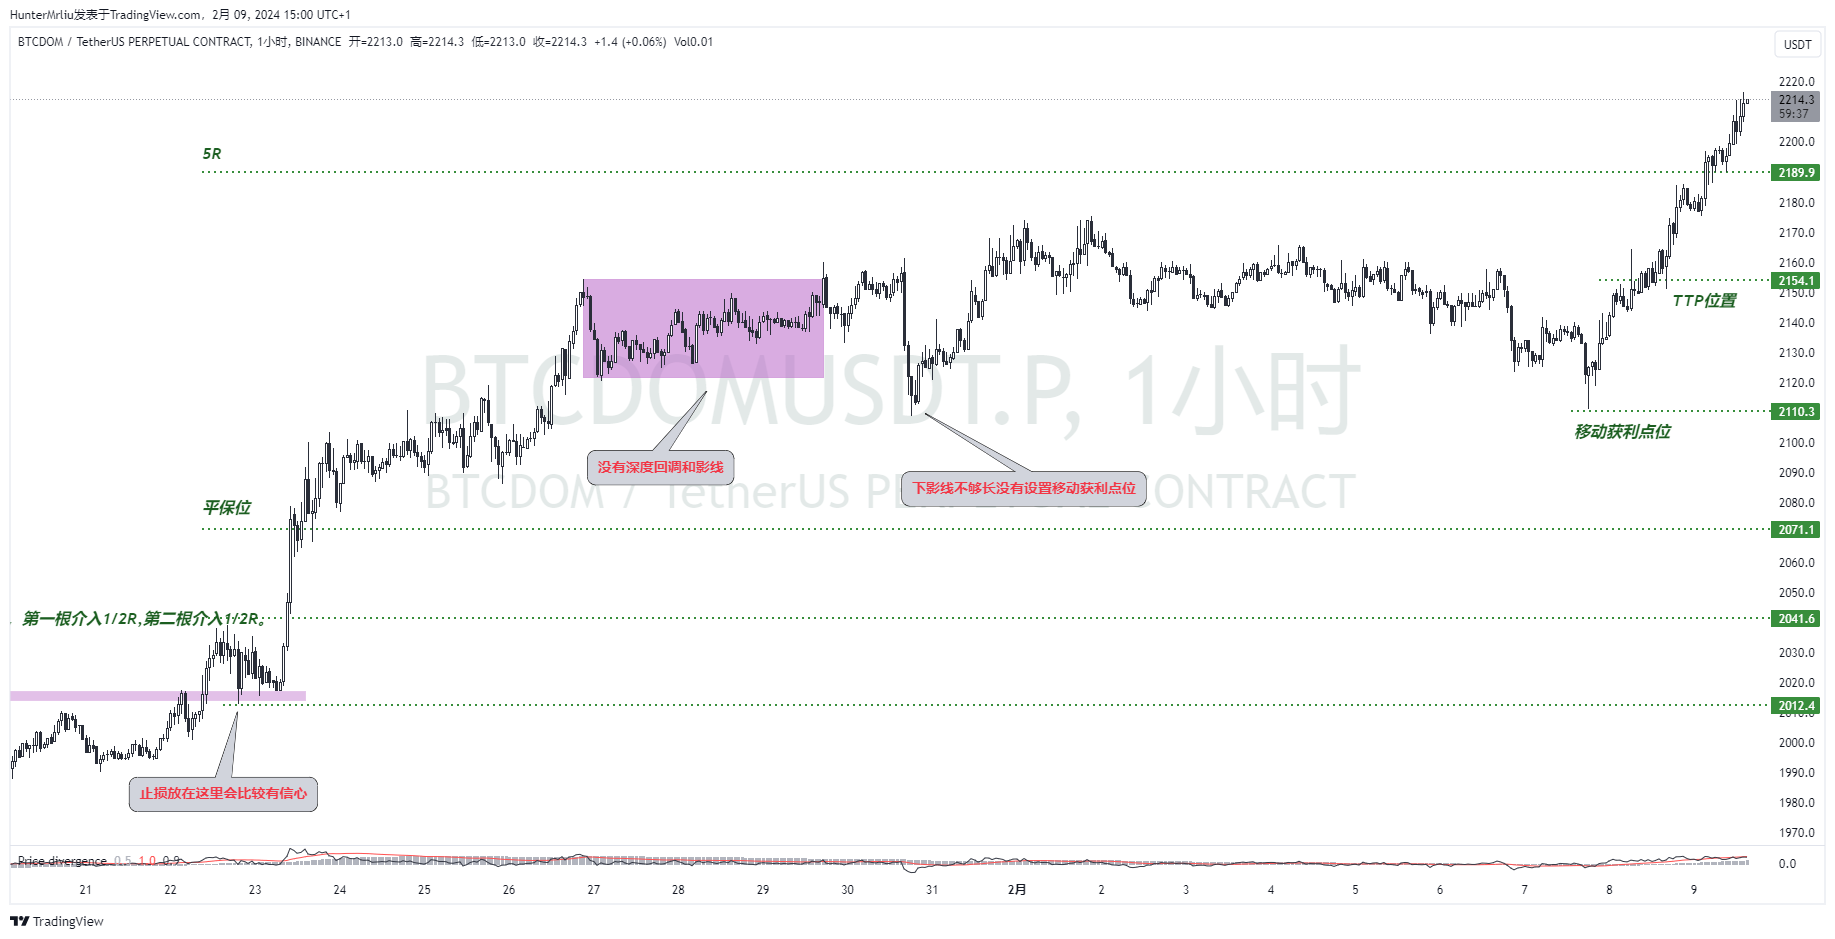 HunterMrliu发表于TradingView.com，2月 09, 2024 15:00 UTC+1
BTCDOM / TetherUS PERPETUAL CONTRACT, 1小时, BINANCE 开=2213.0 高=2214.3 低=2213.0 收=2214.3 +1.4 (+0.06%) Vol0.01
USDT
2220.0
2214.3
59:37
2200.0
5R
2189.9
2180.0
2170.0
2160.0
2154.1
2150.0
TTP位置
2140.0
2130.0
BTCDOMUSDT.P, 1小时
2120.0
2110.3
移动获利点位
2100.0
没有深度回调和影线
2090.0
下影线不够长没有设置移动获利点位
BTCDOM / TetherUS PERPETUAL CONTRACT
2080.0
平保位
2071.1
2060.0
2050.0
第一根介入1/2R,第二根介入1/2R。
2041.6
2030.0
2020.0
2012.4
2010.0
2000.0
1990.0
止损放在这里会比较有信心
1980.0
1970.0
Price divergence 0.5 1.0 0.9
0.0
21 22 23 24 25 26 27 28 29 30 31 2月 2 3 4 5 6 7 8 9
TradingView